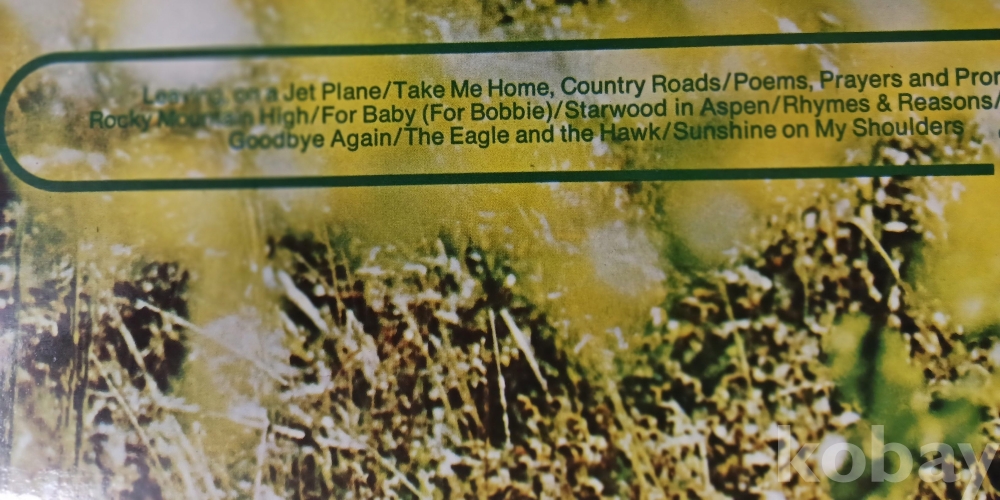 Leaving, on a Jet Plane/Take Me Home, Country Roads/Poems, Prayers and Pro
Rocky Mountain High/For Baby (For Bobbie)/Starwood in Aspen/Rhymes & Reasons/
Goodbye Again/The Eagle and the Hawk/Sunshine on My Shoulders
kobay